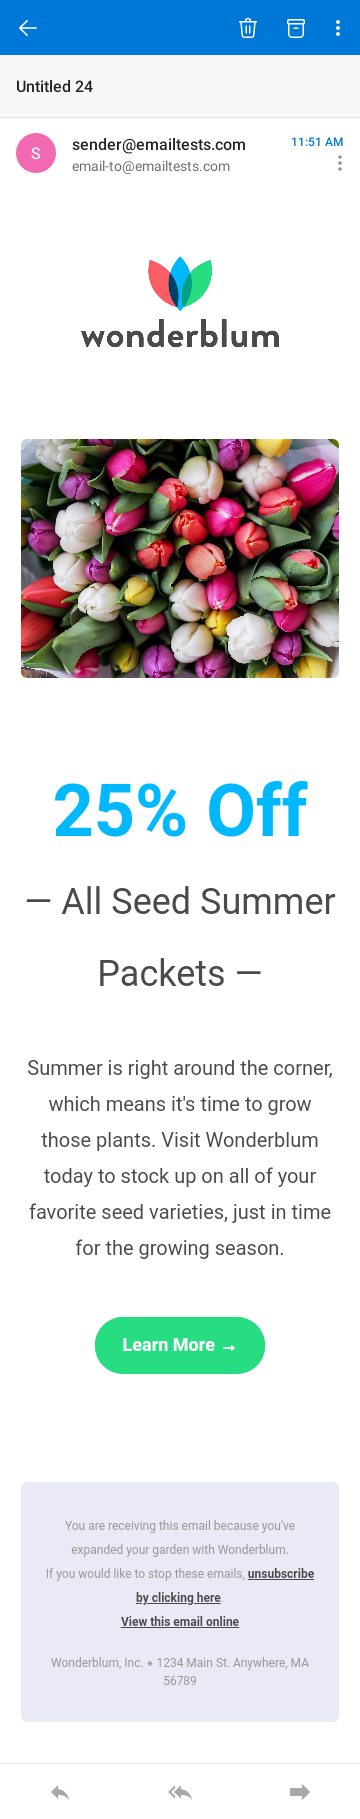 Untitled 24
S
sender@emailtests.com
11:51 AM
email-to@emailtests.com
wonderblum
25% Off
— All Seed Summer
Packets —
Summer is right around the corner,
which means it's time to grow
those plants. Visit Wonderblum
today to stock up on all of your
favorite seed varieties, just in time
for the growing season.
Learn More →
You are receiving this email because you've
expanded your garden with Wonderblum.
If you would like to stop these emails, unsubscribe
by clicking here.
View this email online
Wonderblum, Inc. • 1234 Main St. Anywhere, MA
56789